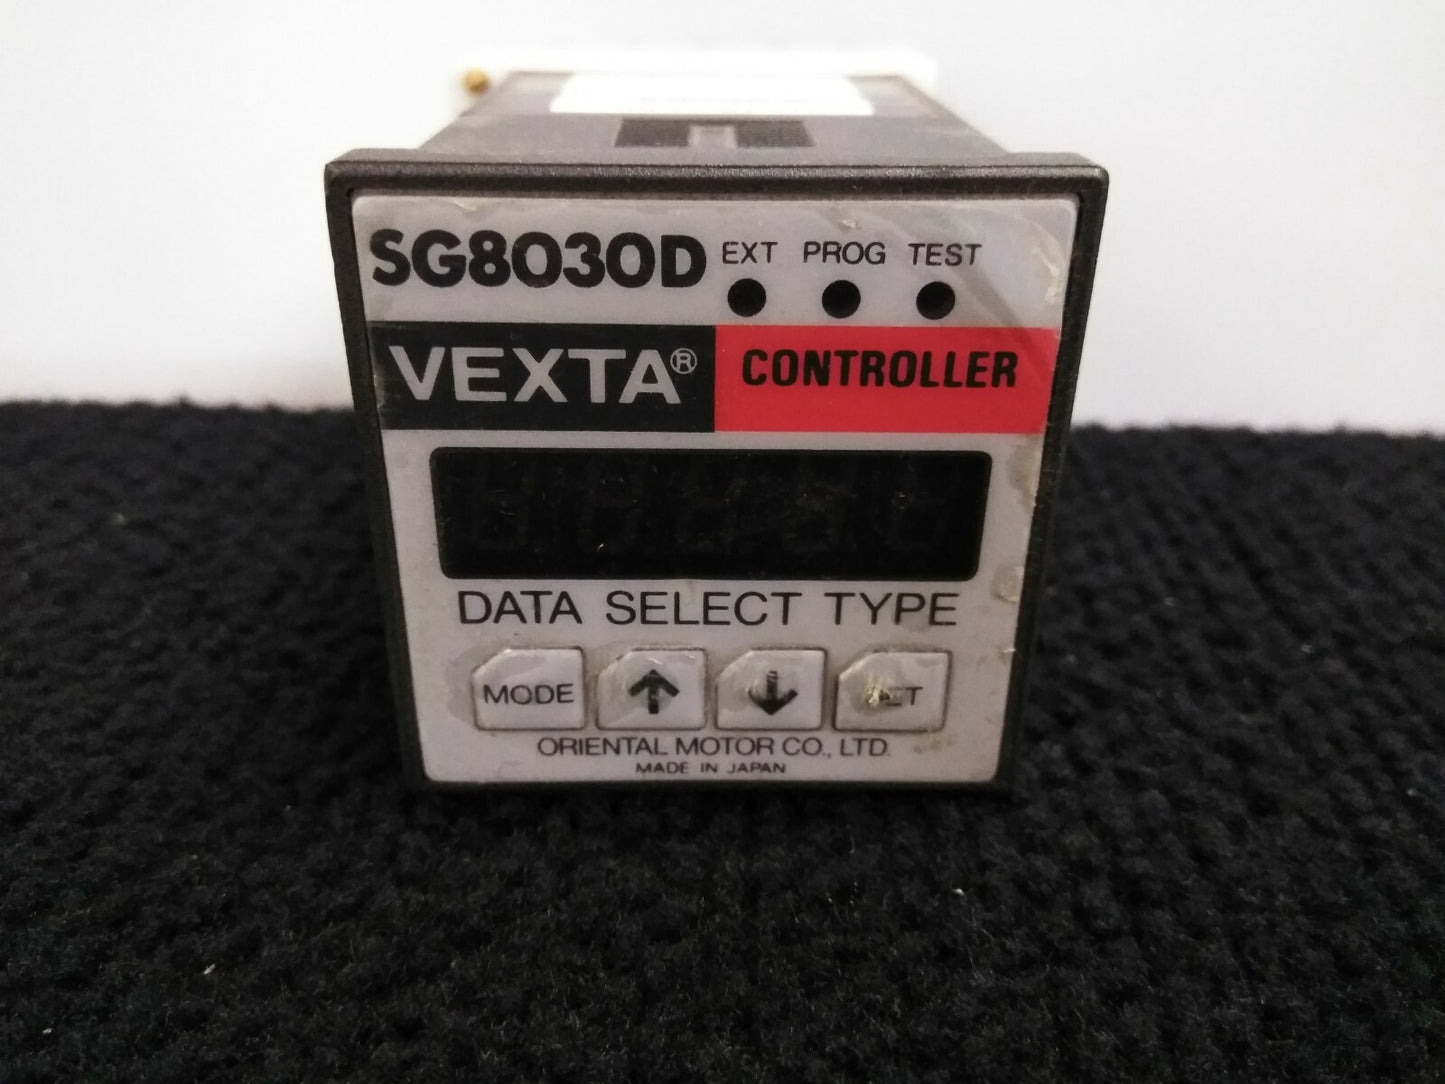 SG8030D EXT PROG TEST
VEXTA® CONTROLLER
DATA SELECT TYPE
MODE ↑ ↓
ORIENTAL MOTOR CO., LTD.
MADE IN JAPAN